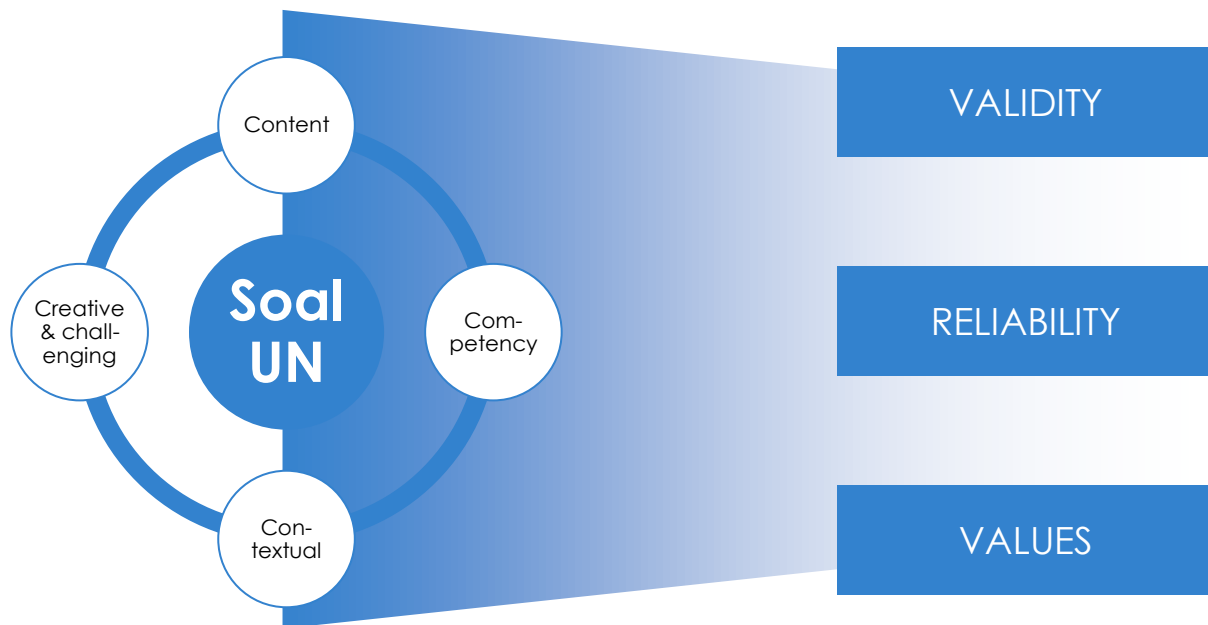 Content
Creative
& chall-
enging
Soal
UN
Com-
petency
Con-
textual
VALIDITY
RELIABILITY
VALUES